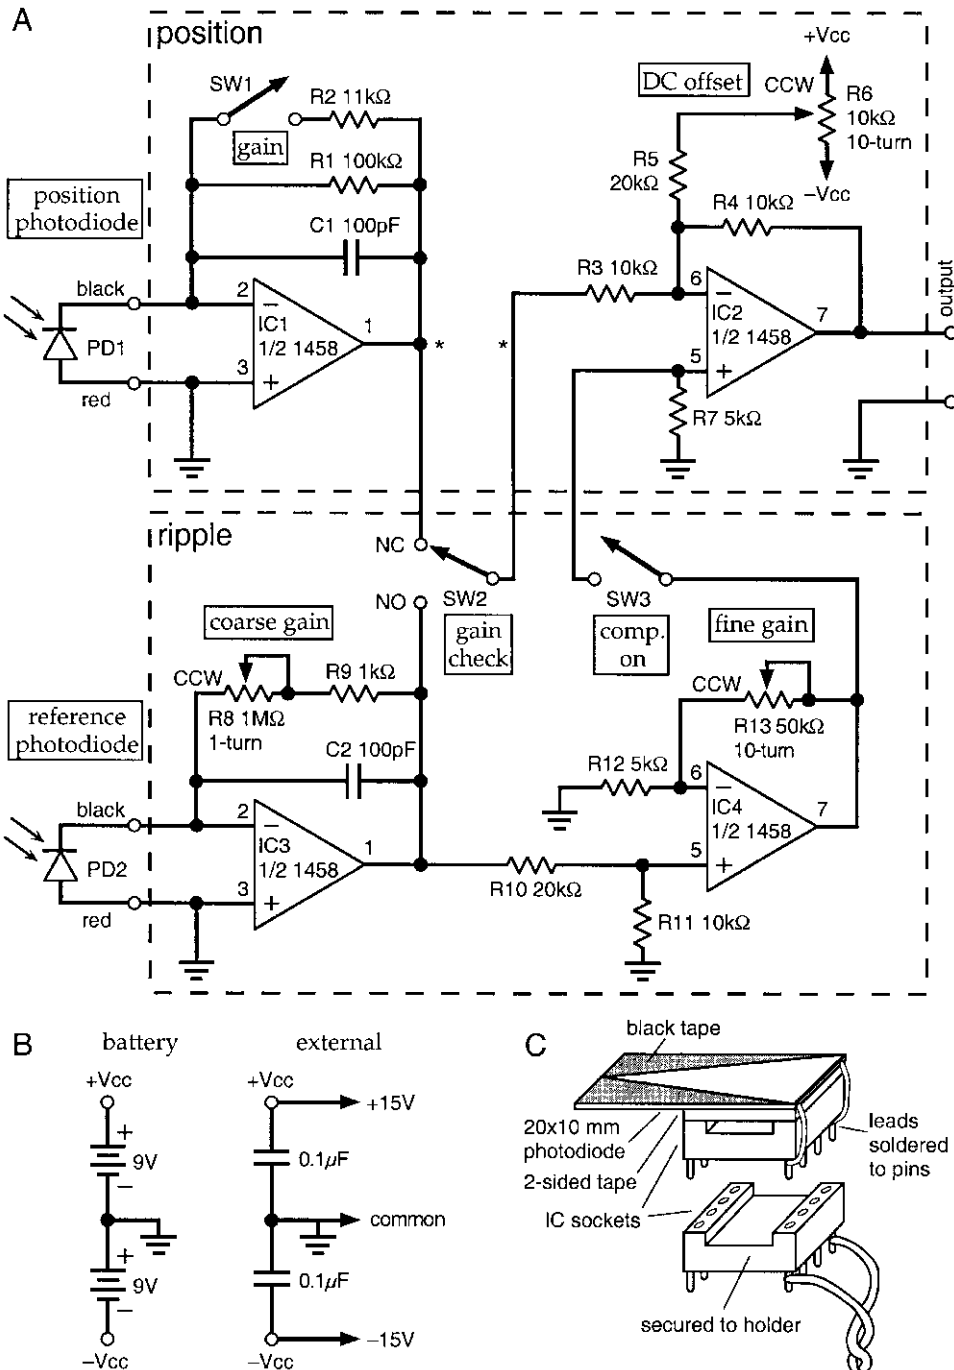 A
position
+Vcc
SW1
R2 11kΩ
gain
R1 100kΩ
C1 100pF
DC offset
CCW
R6
10kΩ
10-turn
R5
20kΩ
–Vcc
R4 10kΩ
position
photodiode
black
PD1
red
2
–
IC1
1/2 1458
3
+
1
*
*
R3 10kΩ
6
–
IC2
1/2 1458
5
+
7
R7 5kΩ
output
ripple
NC
NO
SW2
gain
check
SW3
comp.
on
coarse gain
CCW
R8 1MΩ
1-turn
R9 1kΩ
C2 100pF
fine gain
CCW
R13 50kΩ
10-turn
reference
photodiode
black
PD2
red
2
–
IC3
1/2 1458
3
+
1
R12 5kΩ
6
–
IC4
1/2 1458
5
+
7
R10 20kΩ
R11 10kΩ
B
battery
external
+Vcc
+
9V
–
+
9V
–
–Vcc
+Vcc
+15V
0.1µF
common
0.1µF
–15V
–Vcc
C
black tape
20x10 mm
photodiode
2-sided tape
IC sockets
leads
soldered
to pins
secured to holder